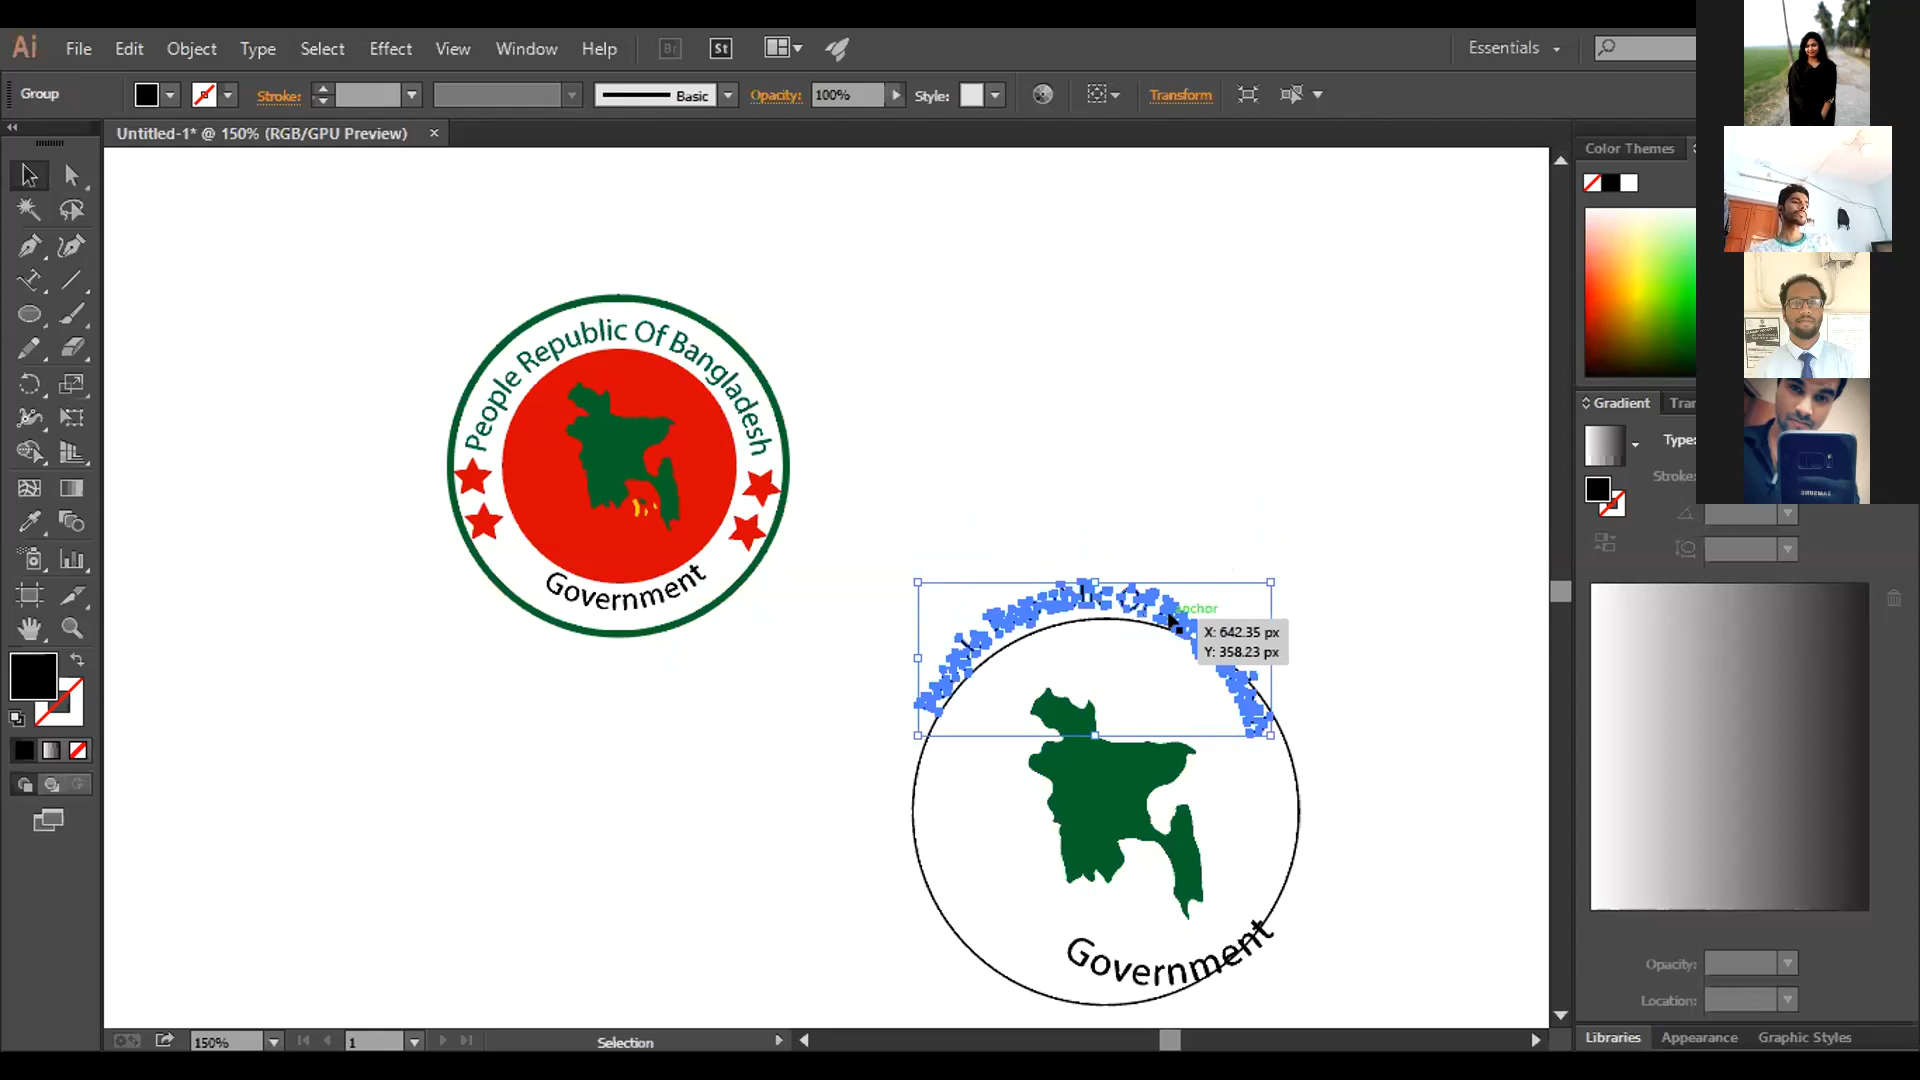 Ai File Edit Object Type Select Effect View Window Help Br St Essentials
Group Stroke: Basic Opacity: 100% Style: Transform
Untitled-1* @ 150% (RGB/GPU Preview) ×
Color Themes
People Republic Of Bangladesh
Government
Gradient Tran
Type:
Stroke:
SAMSUNG
anchor
X: 642.35 px
Y: 358.23 px
Government
Opacity:
Location:
150% 1 Selection
Libraries Appearance Graphic Styles